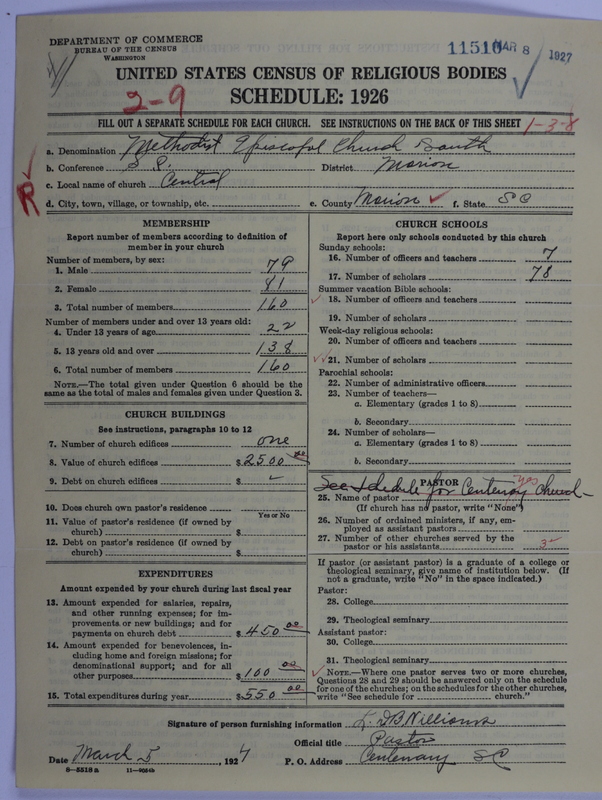 DEPARTMENT OF COMMERCE
BUREAU OF THE CENSUS
WASHINGTON
11510 MAR 8 1927
UNITED STATES CENSUS OF RELIGIOUS BODIES
SCHEDULE: 1926
2-9
FILL OUT A SEPARATE SCHEDULE FOR EACH CHURCH. SEE INSTRUCTIONS ON THE BACK OF THIS SHEET
1-3-8
a. Denomination Methodist Episcopal Church South
b. Conference S. C. District Marion
c. Local name of church Central
R
d. City, town, village, or township, etc. e. County Marion f. State S C
MEMBERSHIP
Report number of members according to definition of
member in your church
Number of members, by sex:
1. Male 79
2. Female 81
3. Total number of members 160
Number of members under and over 13 years old:
4. Under 13 years of age 22
5. 13 years old and over 138
6. Total number of members 160
NOTE.—The total given under Question 6 should be
same as the total of males and females given under Question 3.
CHURCH BUILDINGS
See instructions, paragraphs 10 to 12
7. Number of church edifices one
8. Value of church edifices $ 2500 00
9. Debt on church edifices $
10. Does church own pastor's residence
Yes or No
11. Value of pastor's residence (if owned by
church) $
12. Debt on pastor's residence (if owned by
church) $
EXPENDITURES
Amount expended by your church during last fiscal year
13. Amount expended for salaries, repairs,
and other running expenses; for im-
provements or new buildings; and for
payments on church debt $ 450 00
14. Amount expended for benevolences, in-
cluding home and foreign missions; for
denominational support; and for all
other purposes $ 100 00
15. Total expenditures during year $ 550 00
CHURCH SCHOOLS
Report here only schools conducted by this church
Sunday schools:
16. Number of officers and teachers 7
17. Number of scholars 78
Summer vacation Bible schools:
18. Number of officers and teachers
19. Number of scholars
Week-day religious schools:
20. Number of officers and teachers
21. Number of scholars
Parochial schools:
22. Number of administrative officers
23. Number of teachers—
a. Elementary (grades 1 to 8)
b. Secondary
24. Number of scholars—
a. Elementary (grades 1 to 8)
b. Secondary
PASTOR yes
See schedule for Centenary Church
25. Name of pastor
(If church has no pastor, write "None")
26. Number of ordained ministers, if any, em-
ployed as assistant pastors
27. Number of other churches served by the
pastor or his assistants 3
If pastor (or assistant pastor) is a graduate of a college or
theological seminary, give name of institution below. (If
not a graduate, write "No" in the space indicated.)
Pastor:
28. College
29. Theological seminary
Assistant pastor:
30. College
31. Theological seminary
NOTE.—Where one pastor serves two or more churches,
Questions 28 and 29 should be answered only on the schedule
for one of the churches; on the schedules for the other churches,
write "See schedule for church."
Signature of person furnishing information D B Williams
Official title Pastor
Date March 5, 1927 P. O. Address Centenary S C
8—5518 a